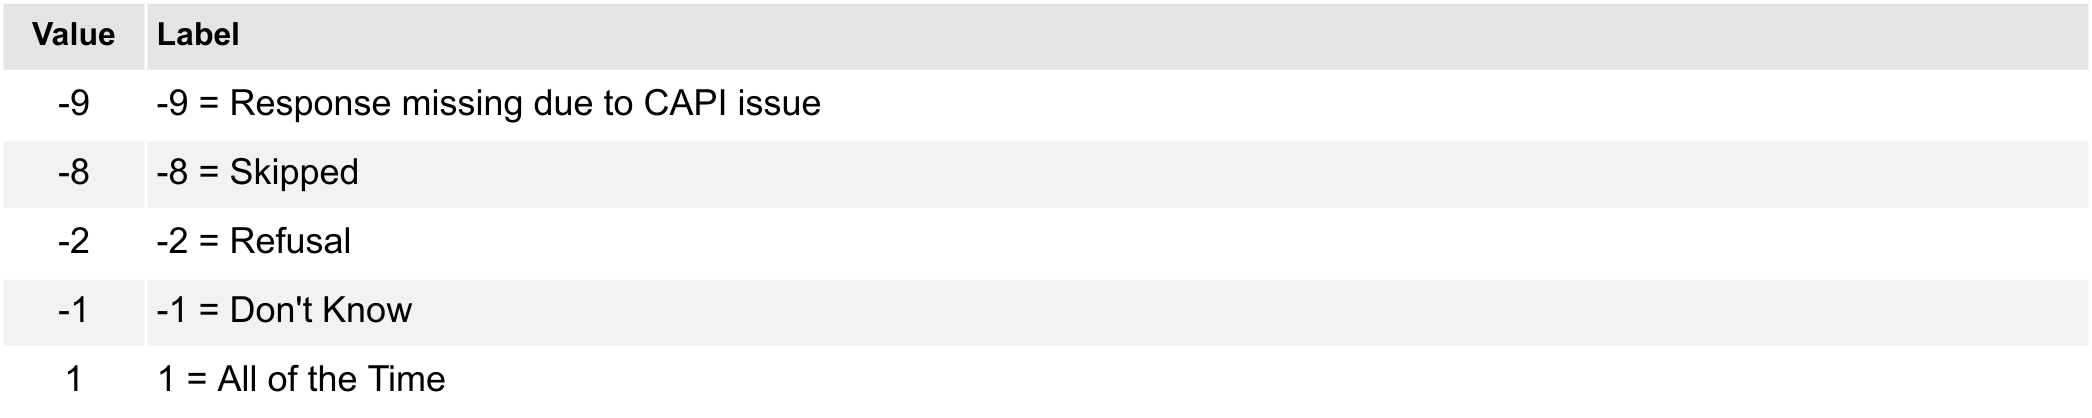 Value Label
-9 -9 = Response missing due to CAPI issue
-8 -8 = Skipped
-2 -2 = Refusal
-1 -1 = Don't Know
1 1 = All of the Time